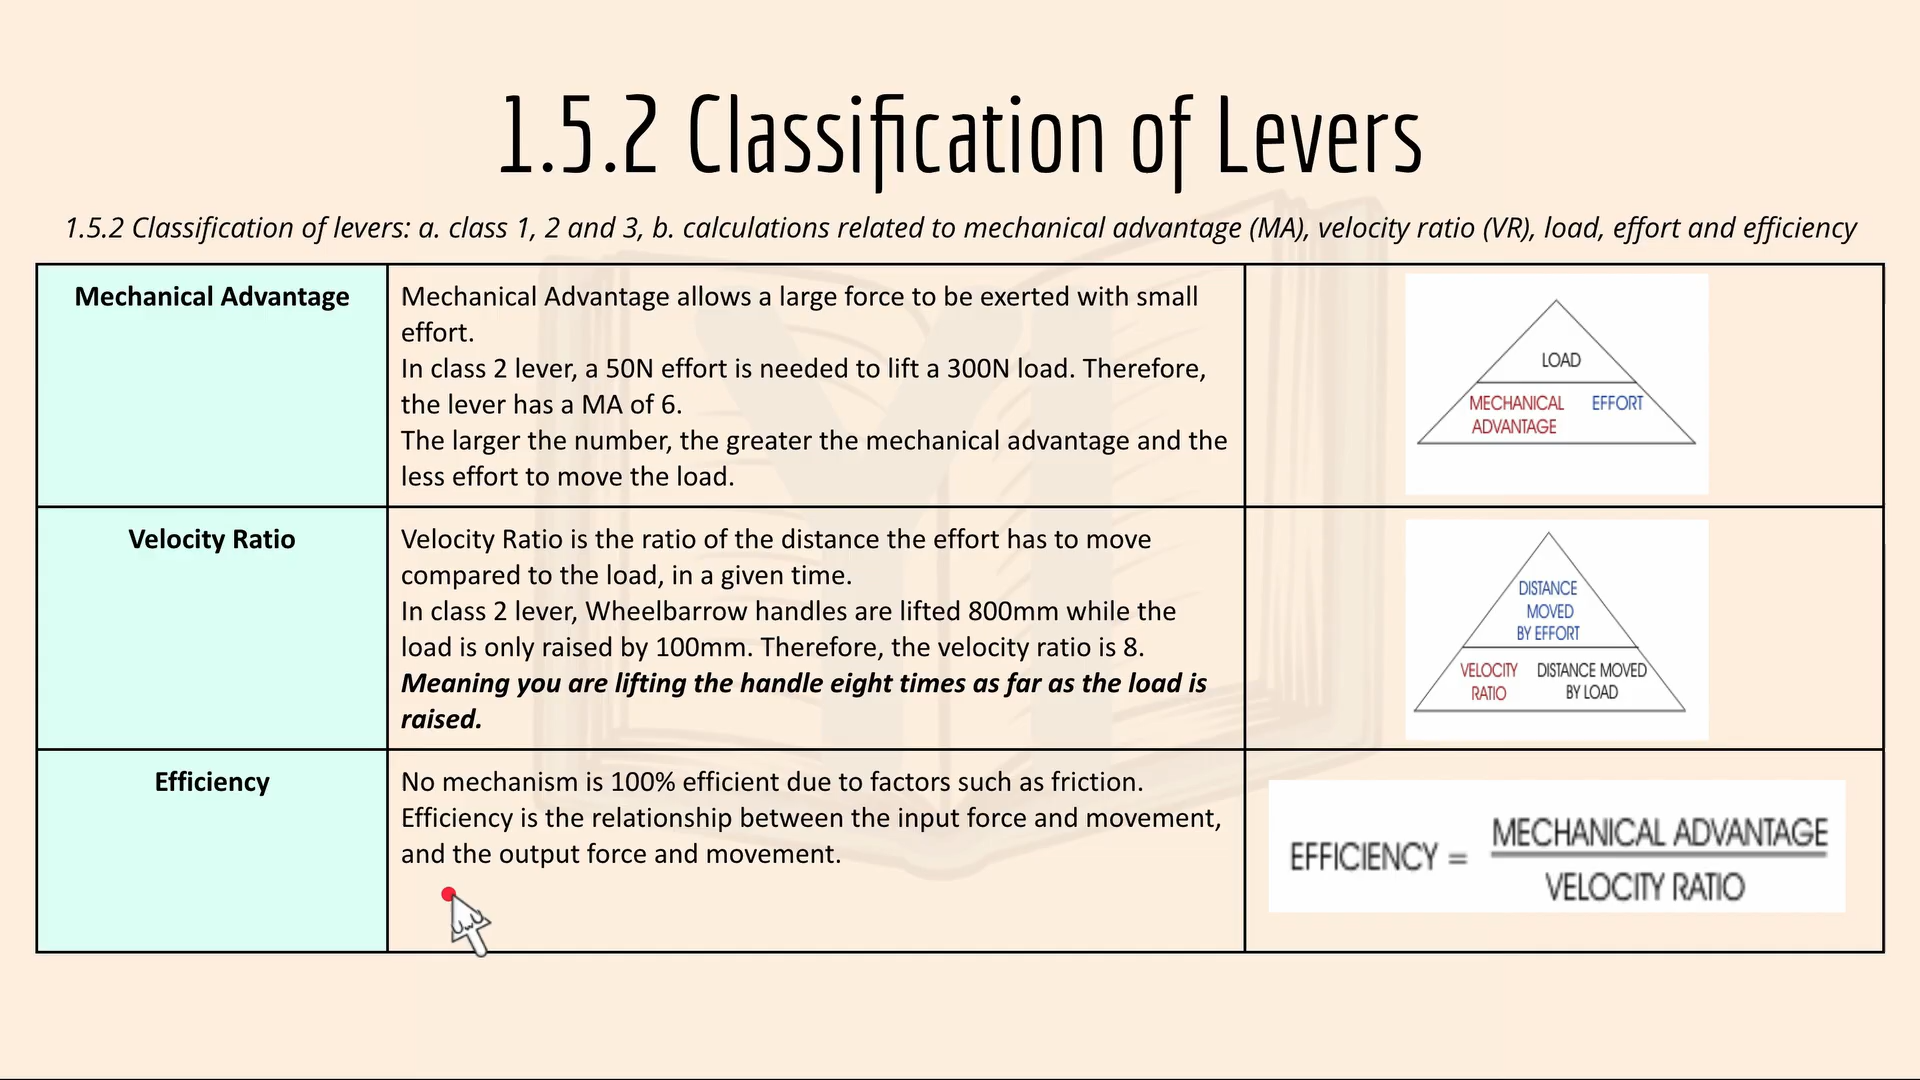 1.5.2 Classification of Levers
1.5.2 Classification of levers: a. class 1, 2 and 3, b. calculations related to mechanical advantage (MA), velocity ratio (VR), load, effort and efficiency
Mechanical Advantage
Mechanical Advantage allows a large force to be exerted with small
effort.
In class 2 lever, a 50N effort is needed to lift a 300N load. Therefore,
the lever has a MA of 6.
The larger the number, the greater the mechanical advantage and the
less effort to move the load.
LOAD
MECHANICAL
ADVANTAGE
EFFORT
Velocity Ratio
Velocity Ratio is the ratio of the distance the effort has to move
compared to the load, in a given time.
In class 2 lever, Wheelbarrow handles are lifted 800mm while the
load is only raised by 100mm. Therefore, the velocity ratio is 8.
Meaning you are lifting the handle eight times as far as the load is
raised.
DISTANCE
MOVED
BY EFFORT
VELOCITY
RATIO
DISTANCE MOVED
BY LOAD
Efficiency
No mechanism is 100% efficient due to factors such as friction.
Efficiency is the relationship between the input force and movement,
and the output force and movement.
EFFICIENCY =
MECHANICAL ADVANTAGE
VELOCITY RATIO